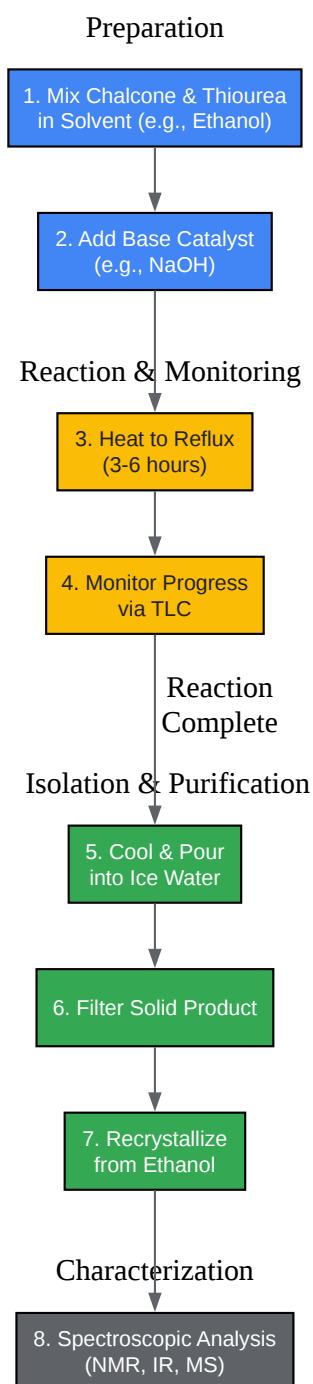 Preparation
1. Mix Chalcone & Thiourea
in Solvent (e.g., Ethanol)
2. Add Base Catalyst
(e.g., NaOH)
Reaction & Monitoring
3. Heat to Reflux
(3-6 hours)
4. Monitor Progress
via TLC
Reaction
Complete
Isolation & Purification
5. Cool & Pour
into Ice Water
6. Filter Solid Product
7. Recrystallize
from Ethanol
Characterization
8. Spectroscopic Analysis
(NMR, IR, MS)